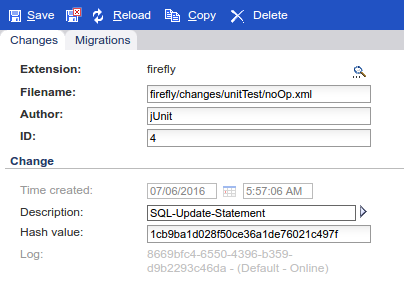 Save Reload Copy Delete
Changes Migrations
Extension: firefly
Filename: firefly/changes/unitTest/noOp.xml
Author: jUnit
ID: 4
Change
Time created: 07/06/2016 5:57:06 AM
Description: SQL-Update-Statement
Hash value: 1cb9ba1d028f50ce36a1de76021c497f
Log: 8669bfc4-6550-4396-b359-
d9b2293c46da - (Default - Online)